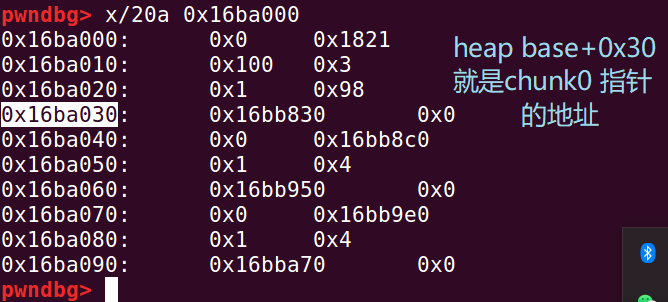 pwndbg> x/20a 0x16ba000
0x16ba000: 0x0 0x1821
0x16ba010: 0x100 0x3
0x16ba020: 0x1 0x98
0x16ba030: 0x16bb830 0x0
0x16ba040: 0x0 0x16bb8c0
0x16ba050: 0x1 0x4
0x16ba060: 0x16bb950 0x0
0x16ba070: 0x0 0x16bb9e0
0x16ba080: 0x1 0x4
0x16ba090: 0x16bba70 0x0
pwndbg>
heap base+0x30
就是chunk0 指针
的地址